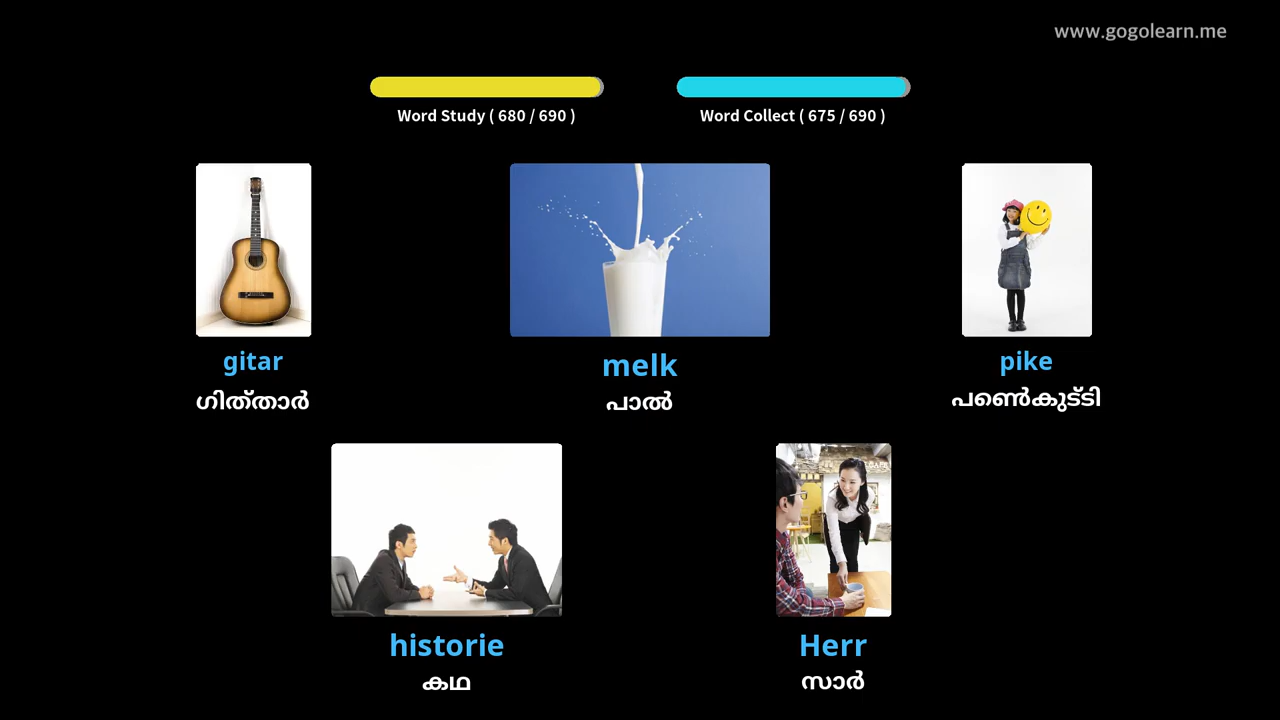 www.gogolearn.me
Word Study ( 680 / 690 )
Word Collect ( 675 / 690 )
gitar
ഗിത്താർ
melk
പാൽ
pike
പെൺകുട്ടി
historie
കഥ
Herr
സാർ